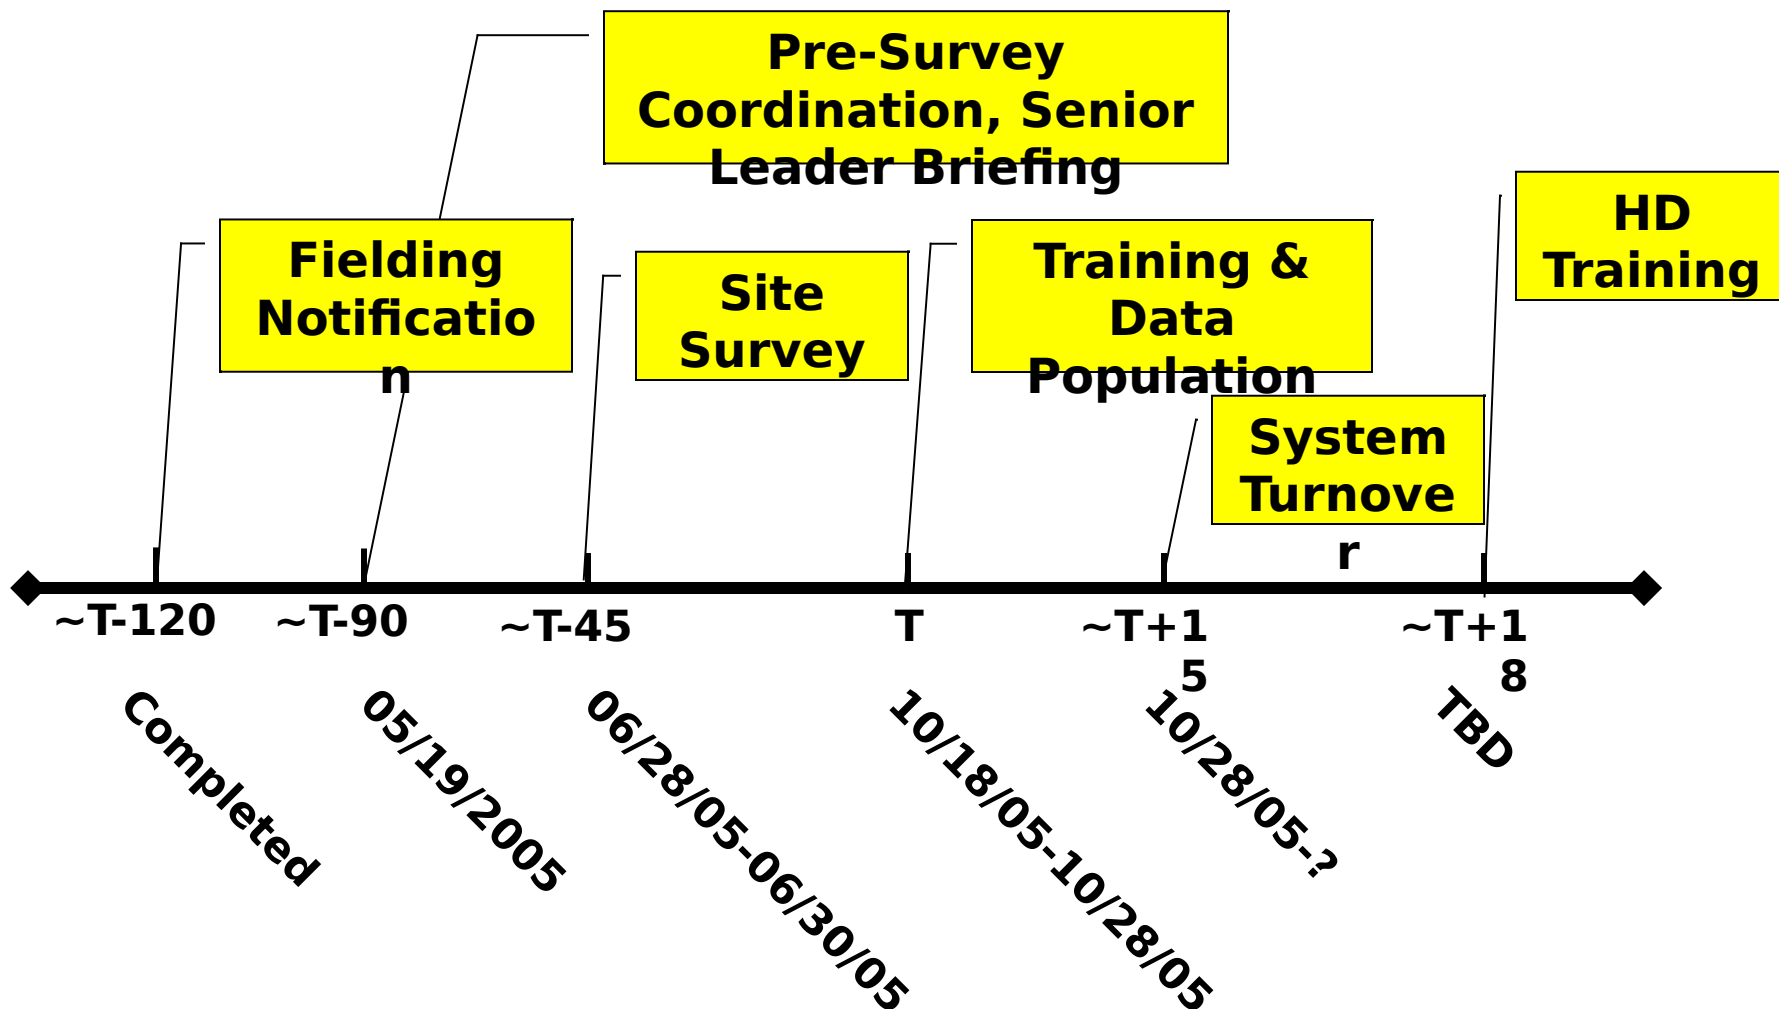 Pre-Survey
Coordination, Senior
Leader Briefing
HD
Training
Fielding
Notificatio
n
Site
Survey
Training &
Data
Population
System
Turnove
r
~T-120
~T-90
~T-45
T
~T+1
5
~T+1
8
Completed
05/19/2005
06/28/05-06/30/05
10/18/05-10/28/05
10/28/05-?
TBD